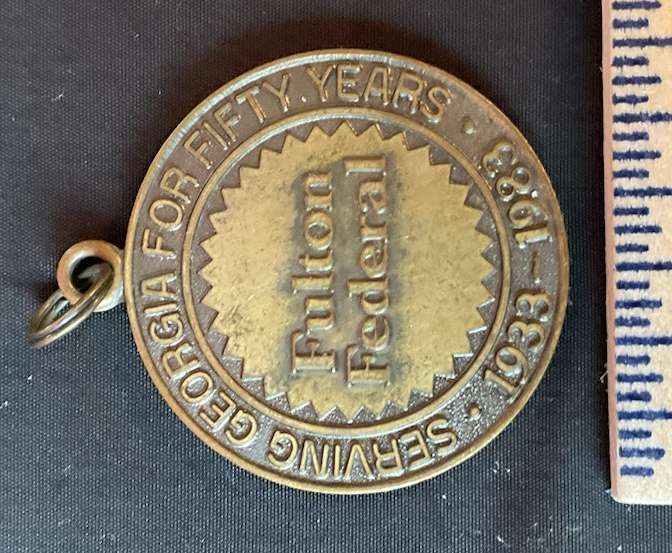 SERVING GEORGIA FOR FIFTY YEARS
Fulton
Federal
• 1933 – 1983 •